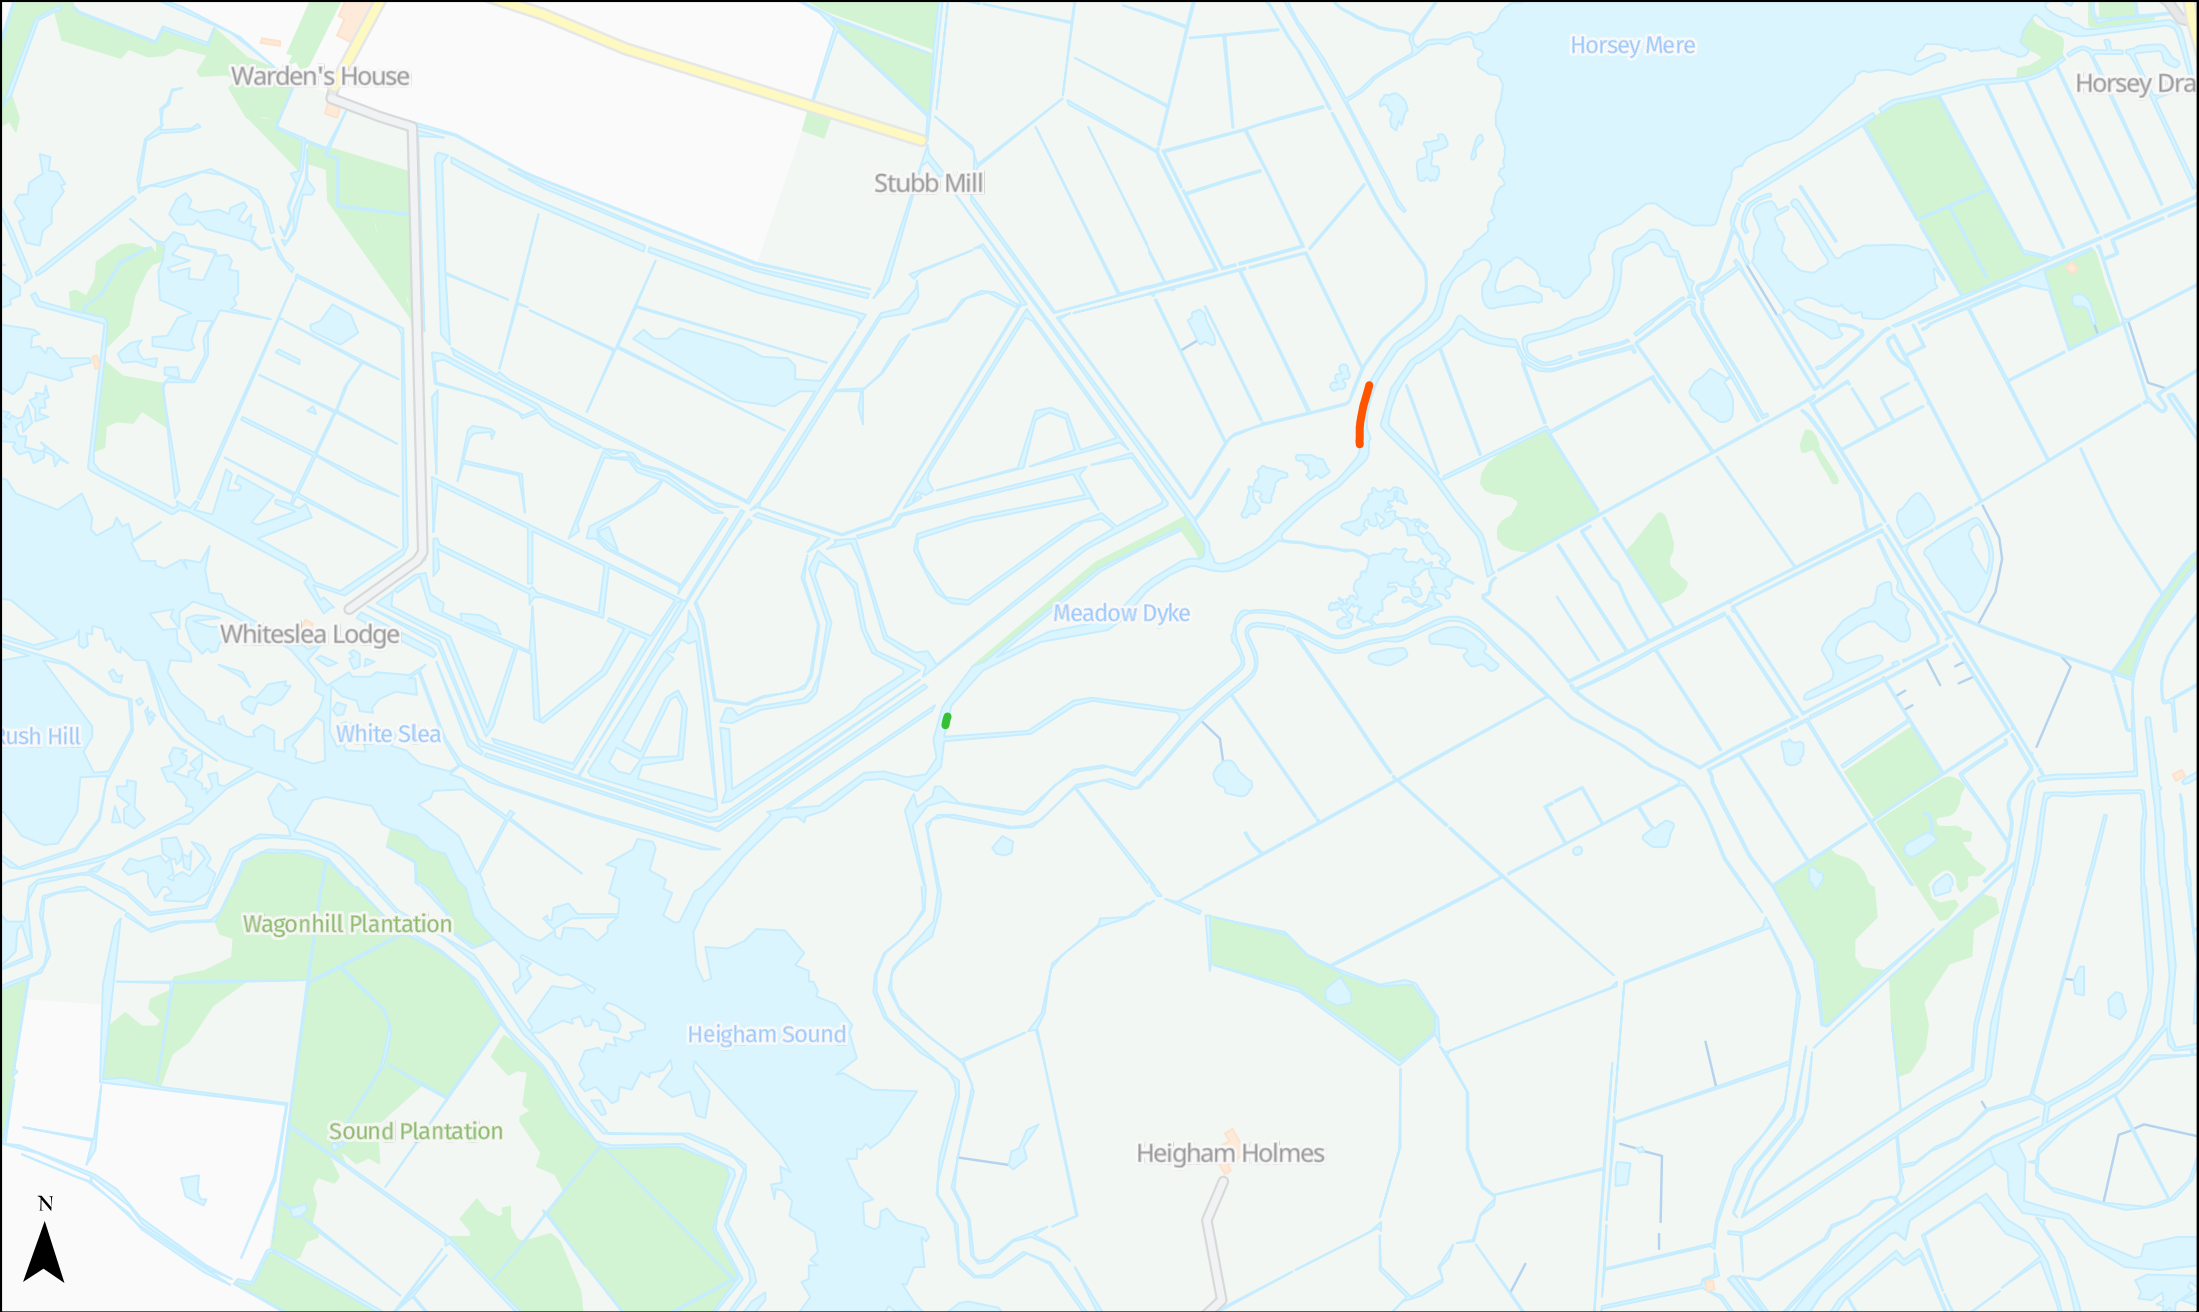 Horsey Mere
Warden's House
Horsey Dra
Stubb Mill
Meadow Dyke
Whiteslea Lodge
White Slea
Rush Hill
Wagonhill Plantation
Heigham Sound
Sound Plantation
Heigham Holmes
N